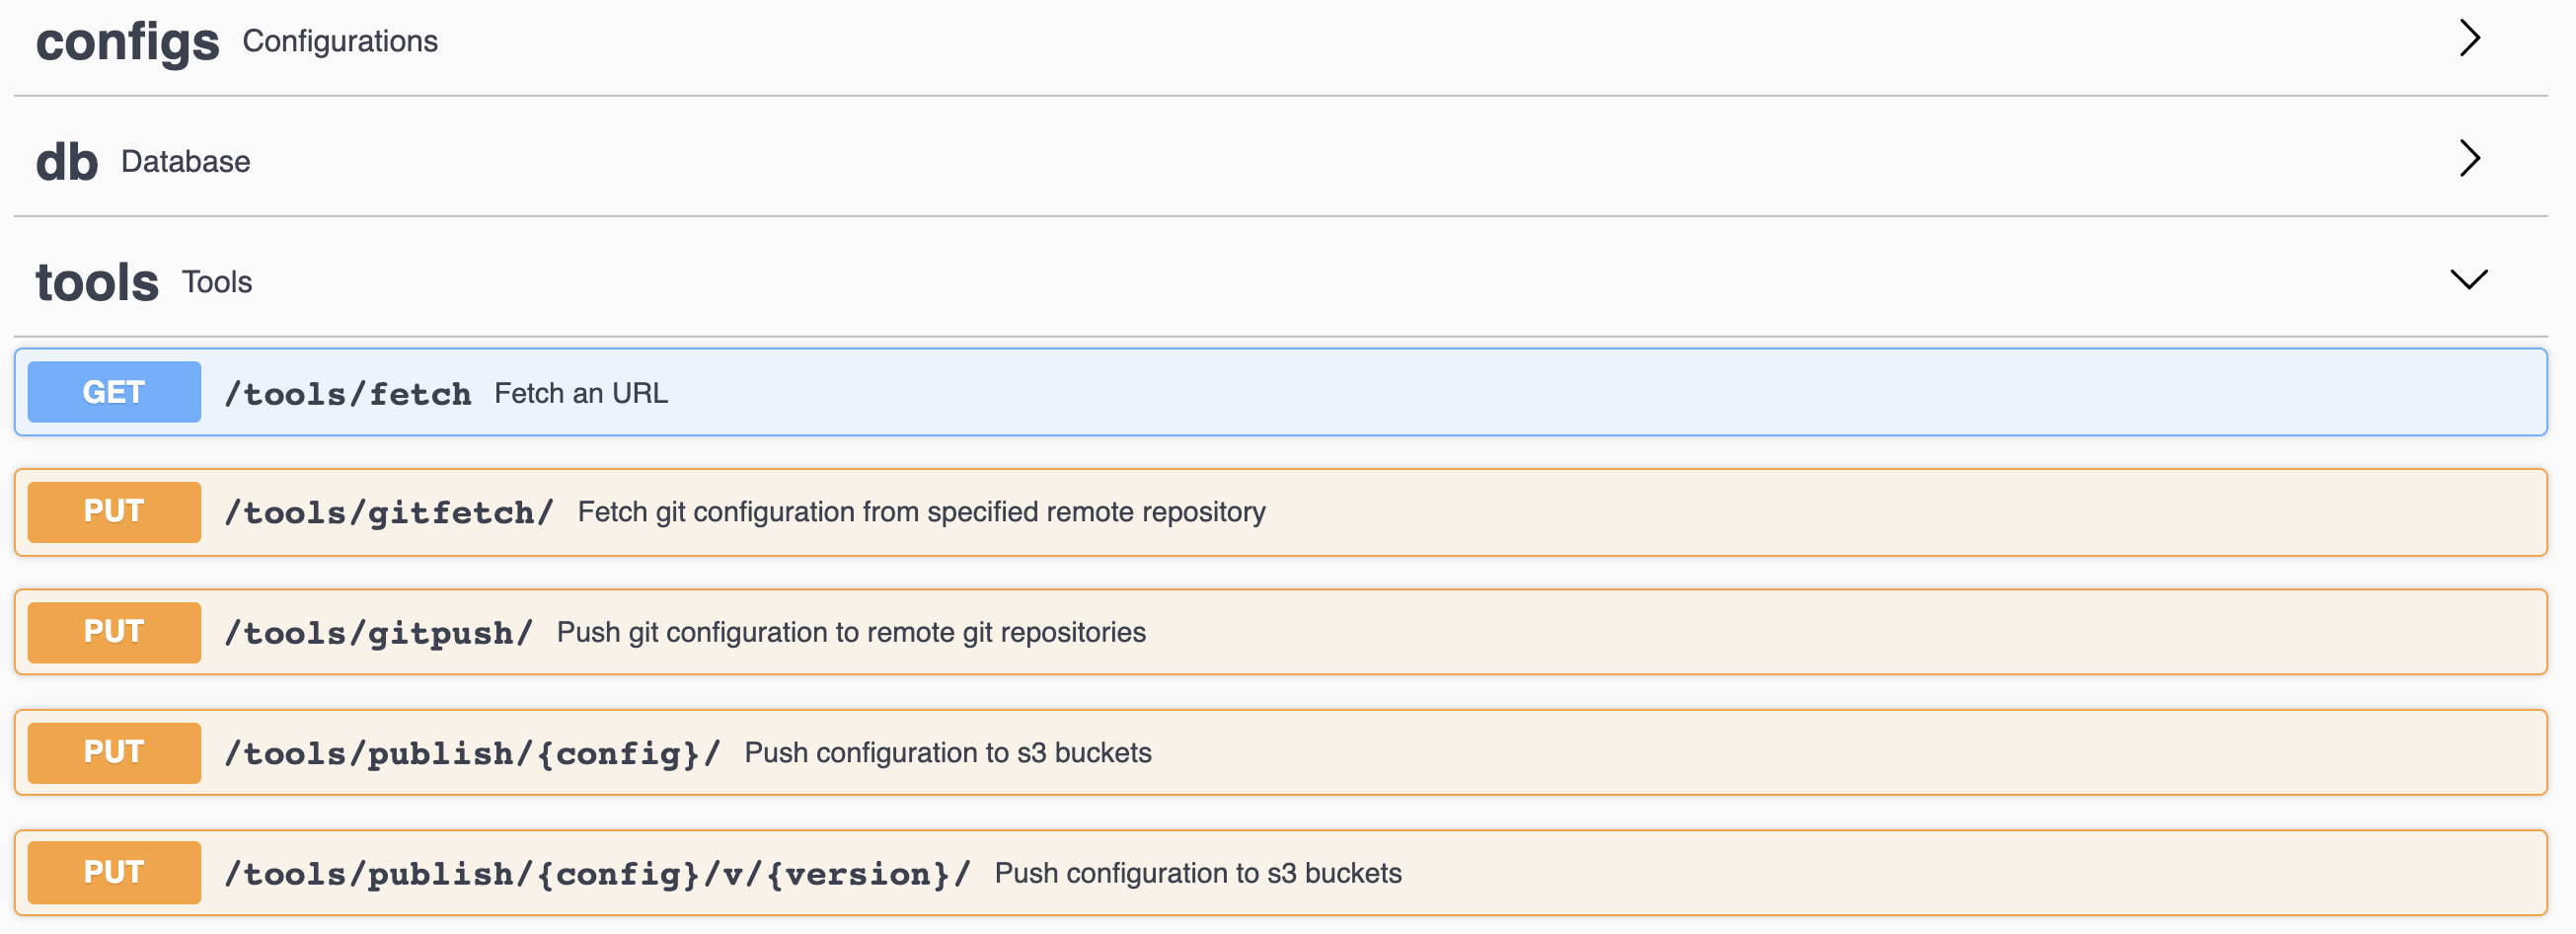 configs Configurations
db Database
tools Tools
GET /tools/fetch Fetch an URL
PUT /tools/gitfetch/ Fetch git configuration from specified remote repository
PUT /tools/gitpush/ Push git configuration to remote git repositories
PUT /tools/publish/{config}/ Push configuration to s3 buckets
PUT /tools/publish/{config}/v/{version}/ Push configuration to s3 buckets